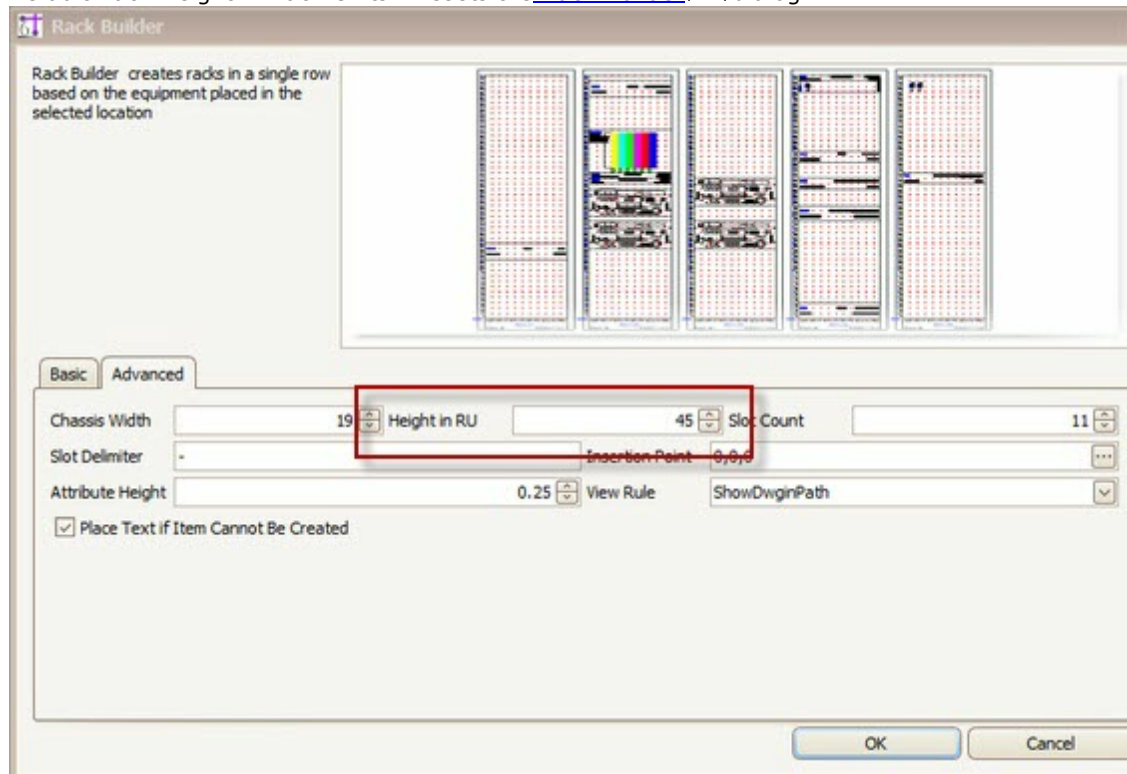 Rack Builder
Rack Builder creates racks in a single row
based on the equipment placed in the
selected location
Basic Advanced
Chassis Width 19 Height in RU 45 Slot Count 11
Slot Delimiter - Insertion Point 0,0,0 ...
Attribute Height 0.25 View Rule ShowDwginPath
Place Text if Item Cannot Be Created
OK Cancel